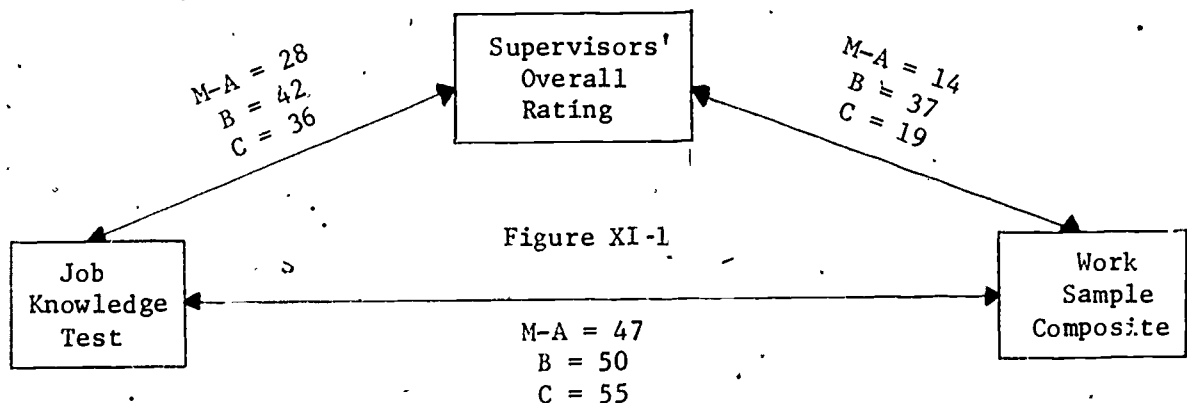 Supervisors'
Overall
Rating
M-A = 28
B = 42
C = 36
M-A = 14
B = 37
C = 19
Figure XI-1
Job
Knowledge
Test
Work
Sample
Composite
M-A = 47
B = 50
C = 55